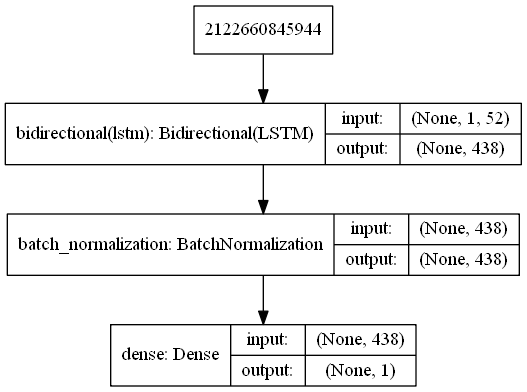 2122660845944
bidirectional(lstm): Bidirectional(LSTM)
input: (None, 1, 52)
output: (None, 438)
batch_normalization: BatchNormalization
input: (None, 438)
output: (None, 438)
dense: Dense
input: (None, 438)
output: (None, 1)